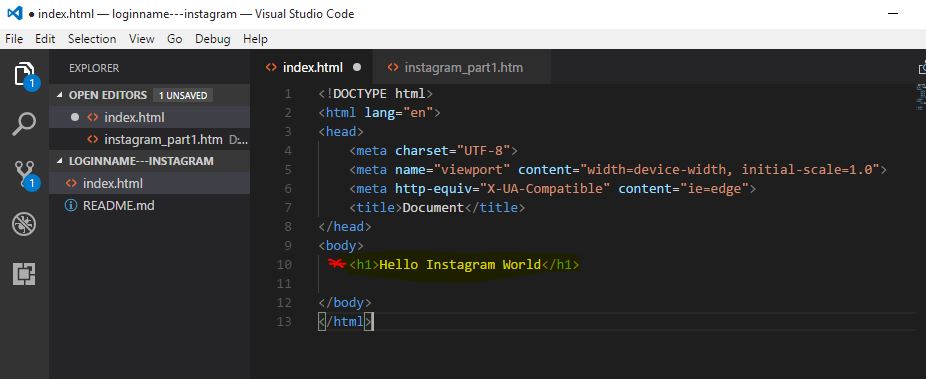 ● index.html — loginname---instagram — Visual Studio Code
File Edit Selection View Go Debug Help
EXPLORER
OPEN EDITORS 1 UNSAVED
● <> index.html
<> instagram_part1.htm D:...
LOGINNAME---INSTAGRAM
<> index.html
README.md
1
1
<> index.html ● <> instagram_part1.htm
1 <!DOCTYPE html>
2 <html lang="en">
3 <head>
4 <meta charset="UTF-8">
5 <meta name="viewport" content="width=device-width, initial-scale=1.0">
6 <meta http-equiv="X-UA-Compatible" content="ie=edge">
7 <title>Document</title>
8 </head>
9 <body>
10 <h1>Hello Instagram World</h1>
11
12 </body>
13 </html>